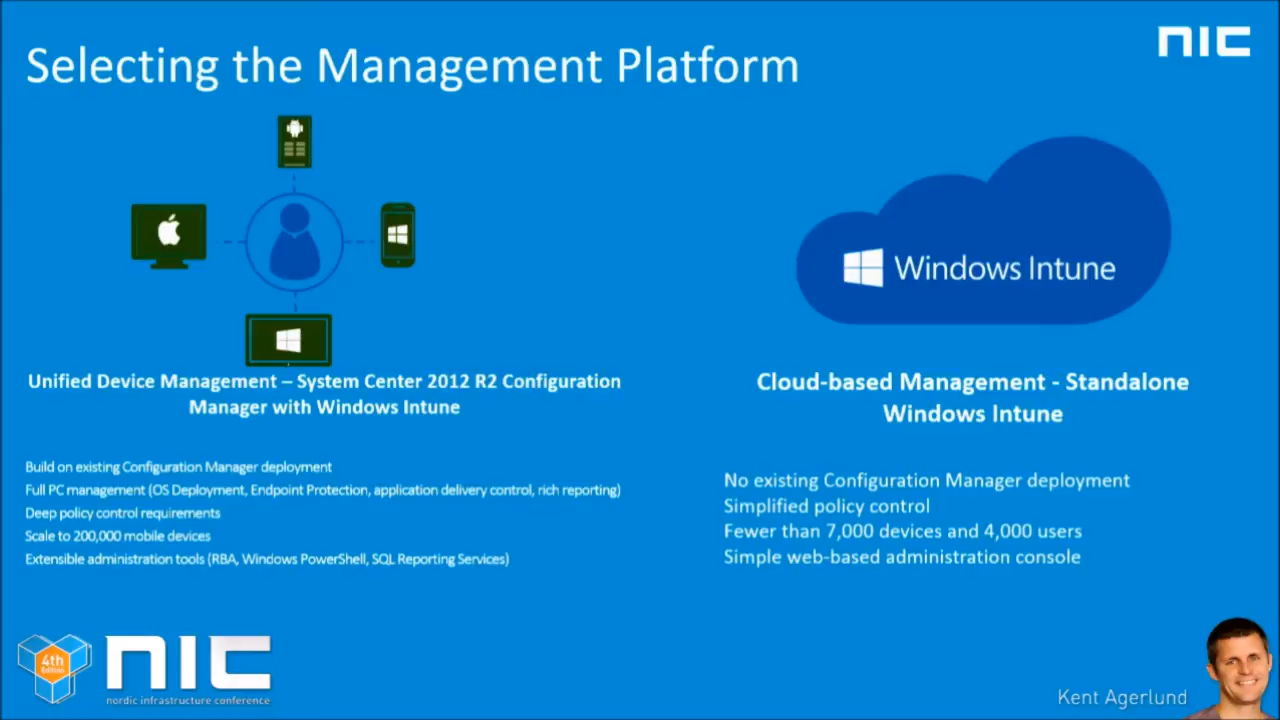 NIC
Selecting the Management Platform
Windows Intune
Unified Device Management – System Center 2012 R2 Configuration
Manager with Windows Intune
Build on existing Configuration Manager deployment
Full PC management (OS Deployment, Endpoint Protection, application delivery control, rich reporting)
Deep policy control requirements
Scale to 200,000 mobile devices
Extensible administration tools (RBA, Windows PowerShell, SQL Reporting Services)
Cloud-based Management - Standalone
Windows Intune
No existing Configuration Manager deployment
Simplified policy control
Fewer than 7,000 devices and 4,000 users
Simple web-based administration console
4th
Edition
NIC
nordic infrastructure conference
Kent Agerlund